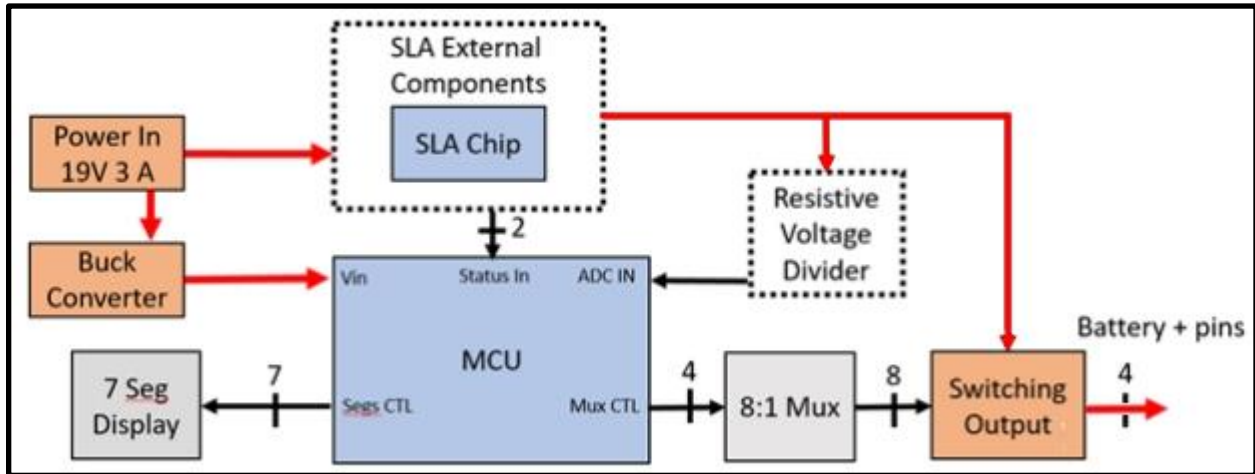 SLA External
Components
SLA Chip
Power In
19V 3 A
Buck
Converter
2
Resistive
Voltage
Divider
Vin
Status In
ADC IN
MCU
Segs CTL
Mux CTL
7 Seg
Display
7
4
8:1 Mux
8
Switching
Output
Battery + pins
4